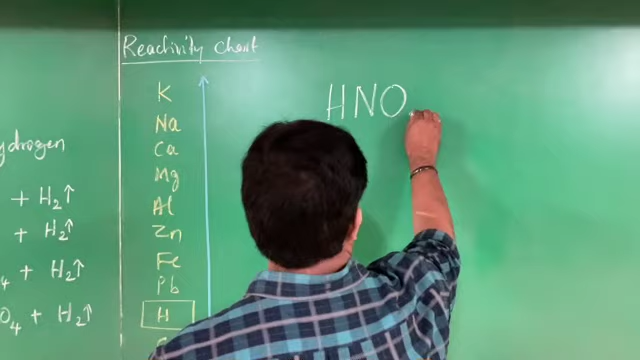 Reactivity chart
K
Na
Ca
Mg
Al
Zn
Fe
Pb
H
HNO
ydrogen
+ H₂↑
+ H₂↑
4 + H₂↑
O₄ + H₂↑